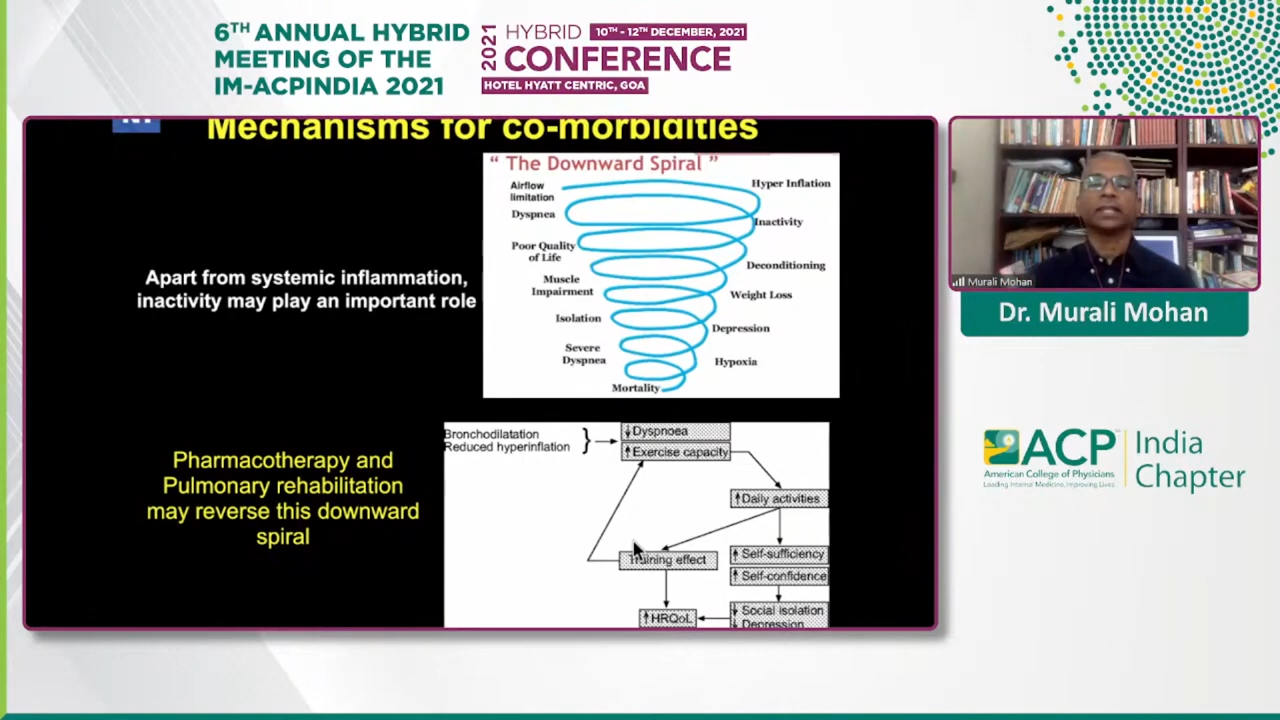 6TH ANNUAL HYBRID
MEETING OF THE
IM-ACPINDIA 2021
2021
HYBRID
10TH - 12TH DECEMBER, 2021
CONFERENCE
HOTEL HYATT CENTRIC, GOA
Mechanisms for co-morbidities
“ The Downward Spiral ”
Airflow
limitation
Hyper Inflation
Dyspnea
Inactivity
Poor Quality
of Life
Deconditioning
Muscle
Impairment
Weight Loss
Isolation
Depression
Severe
Dyspnea
Hypoxia
Mortality
Apart from systemic inflammation,
inactivity may play an important role
Pharmacotherapy and
Pulmonary rehabilitation
may reverse this downward
spiral
Bronchodilatation
Reduced hyperinflation
}
↓Dyspnoea
↑Exercise capacity
↑Daily activities
Training effect
↑Self-sufficiency
↑Self-confidence
↑HRQoL
↓Social isolation
↓Depression
Murali Mohan
Dr. Murali Mohan
ACP
American College of Physicians
Leading Internal Medicine, Improving Lives
India
Chapter